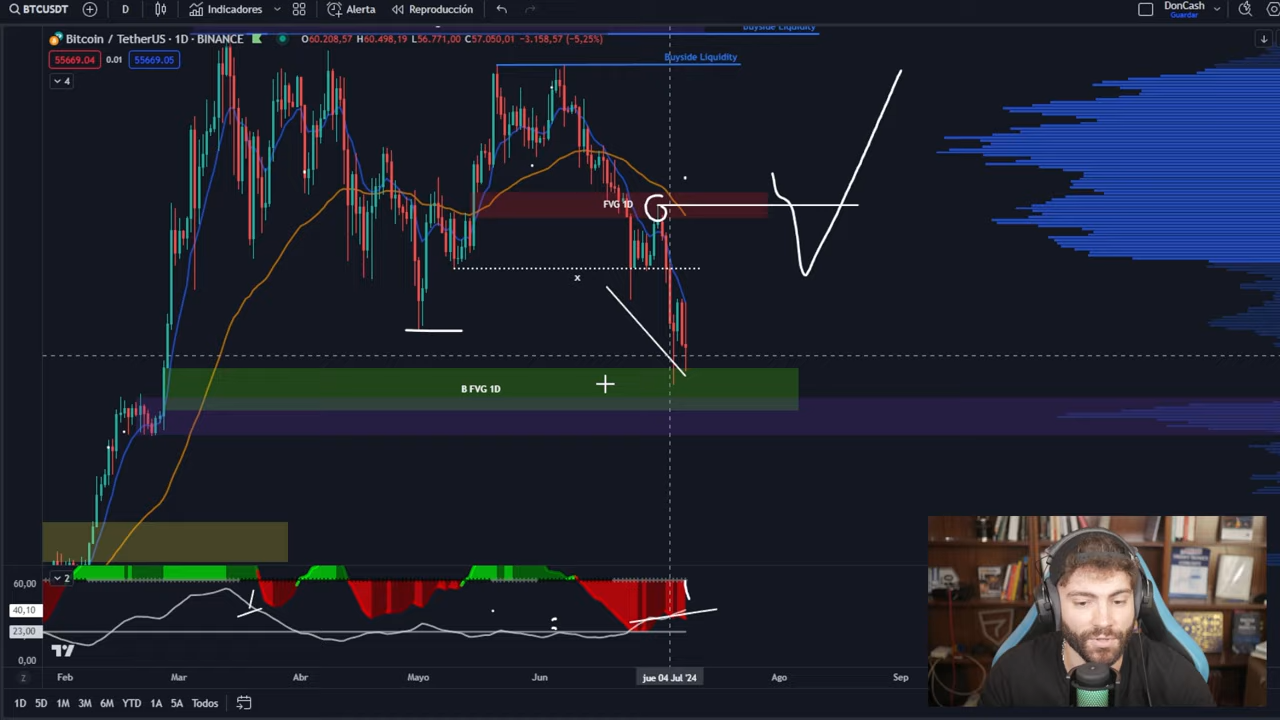 BTCUSDT D Indicadores Alerta Reproducción DonCash
Guardar
Buyside Liquidity
Bitcoin / TetherUS · 1D · BINANCE O60.208,57 H60.498,19 L56.771,00 C57.050,01 −3.158,57 (−5,25%)
55669.04 0.01 55669.05
Buyside Liquidity
4
FVG 1D
x
B FVG 1D
2
60,00
40,10
23,00
0,00
Z Feb Mar Abr Mayo Jun jue 04 Jul '24 Ago Sep
1D 5D 1M 3M 6M YTD 1A 5A Todos